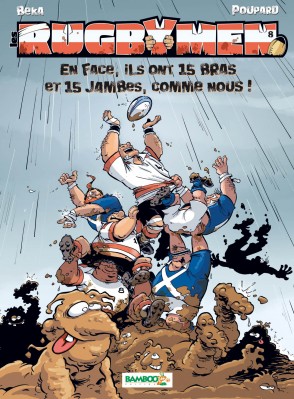 BeKa
POUPARD
les
RUGBYMEN
8
EN FACE, ILS ONT 15 BRAS
ET 15 JAMBES, COMME NOUS !
BAMBOO